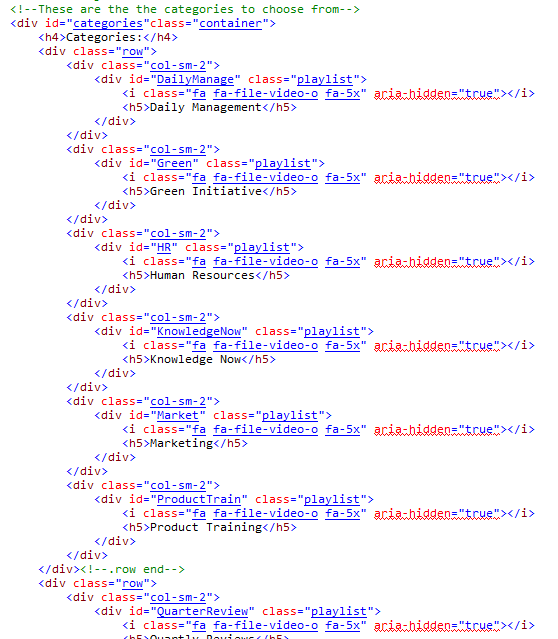 <!--These are the the categories to choose from-->
<div id="categories"class="container">
<h4>Categories:</h4>
<div class="row">
<div class="col-sm-2">
<div id="DailyManage" class="playlist">
<i class="fa fa-file-video-o fa-5x" aria-hidden="true"></i>
<h5>Daily Management</h5>
</div>
</div>
<div class="col-sm-2">
<div id="Green" class="playlist">
<i class="fa fa-file-video-o fa-5x" aria-hidden="true"></i>
<h5>Green Initiative</h5>
</div>
</div>
<div class="col-sm-2">
<div id="HR" class="playlist">
<i class="fa fa-file-video-o fa-5x" aria-hidden="true"></i>
<h5>Human Resources</h5>
</div>
</div>
<div class="col-sm-2">
<div id="KnowledgeNow" class="playlist">
<i class="fa fa-file-video-o fa-5x" aria-hidden="true"></i>
<h5>Knowledge Now</h5>
</div>
</div>
<div class="col-sm-2">
<div id="Market" class="playlist">
<i class="fa fa-file-video-o fa-5x" aria-hidden="true"></i>
<h5>Marketing</h5>
</div>
</div>
<div class="col-sm-2">
<div id="ProductTrain" class="playlist">
<i class="fa fa-file-video-o fa-5x" aria-hidden="true"></i>
<h5>Product Training</h5>
</div>
</div>
</div><!--.row end-->
<div class="row">
<div class="col-sm-2">
<div id="QuarterReview" class="playlist">
<i class="fa fa-file-video-o fa-5x" aria-hidden="true"></i>